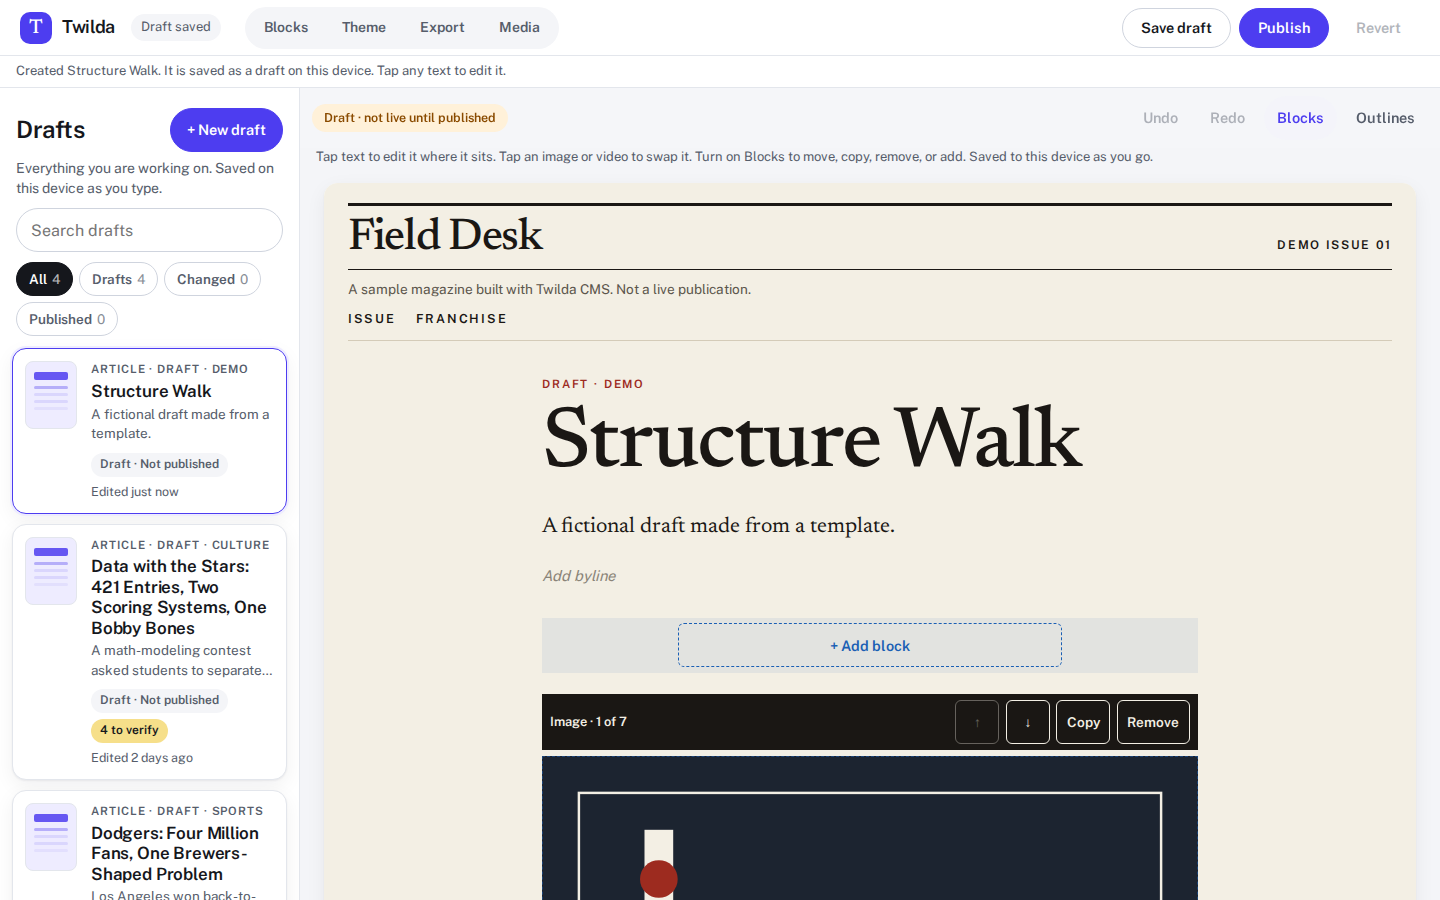 T Twilda Draft saved Blocks Theme Export Media Save draft Publish Revert
Created Structure Walk. It is saved as a draft on this device. Tap any text to edit it.
Drafts + New draft
Everything you are working on. Saved on
this device as you type.
Search drafts
All 4 Drafts 4 Changed 0
Published 0
ARTICLE · DRAFT · DEMO
Structure Walk
A fictional draft made from a
template.
Draft · Not published
Edited just now
ARTICLE · DRAFT · CULTURE
Data with the Stars:
421 Entries, Two
Scoring Systems, One
Bobby Bones
A math-modeling contest
asked students to separate...
Draft · Not published
4 to verify
Edited 2 days ago
ARTICLE · DRAFT · SPORTS
Dodgers: Four Million
Fans, One Brewers-
Shaped Problem
Los Angeles won back-to-
Draft · not live until published Undo Redo Blocks Outlines
Tap text to edit it where it sits. Tap an image or video to swap it. Turn on Blocks to move, copy, remove, or add. Saved to this device as you go.
Field Desk DEMO ISSUE 01
A sample magazine built with Twilda CMS. Not a live publication.
ISSUE FRANCHISE
DRAFT · DEMO
Structure Walk
A fictional draft made from a template.
Add byline
+ Add block
Image · 1 of 7 ↑ ↓ Copy Remove